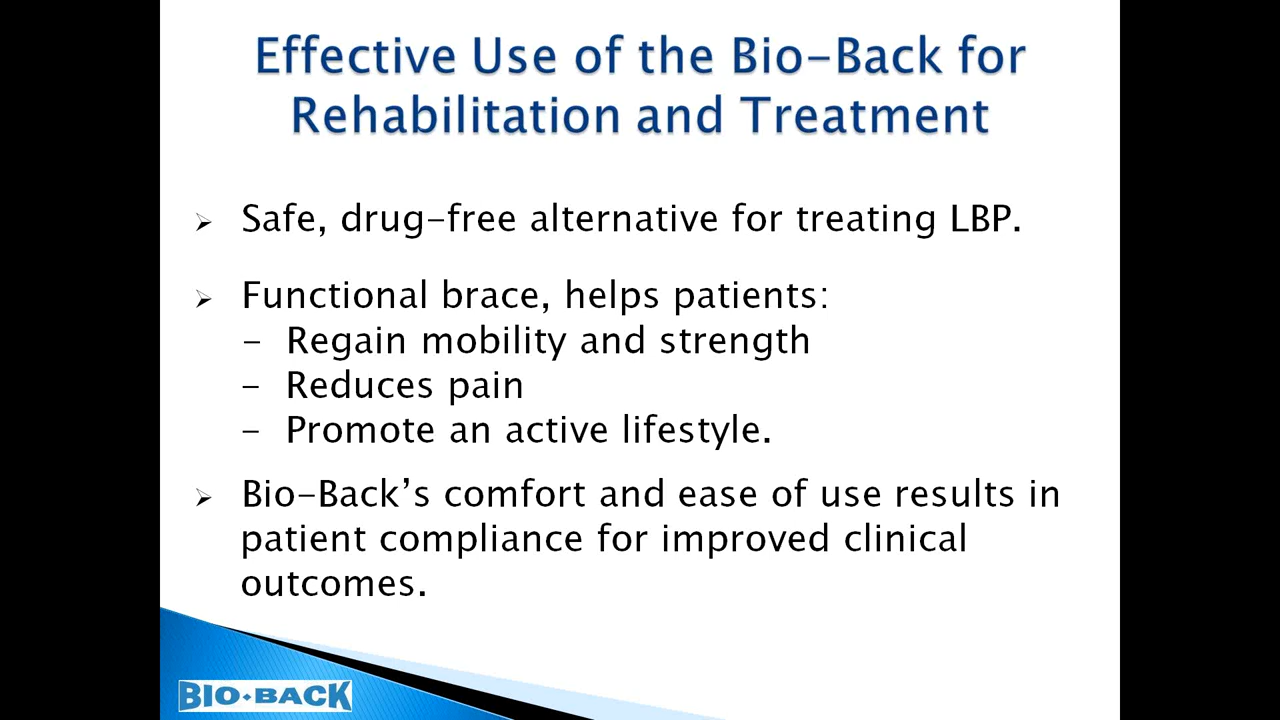 Effective Use of the Bio-Back for
Rehabilitation and Treatment
➢ Safe, drug-free alternative for treating LBP.
➢ Functional brace, helps patients:
- Regain mobility and strength
- Reduces pain
- Promote an active lifestyle.
➢ Bio-Back’s comfort and ease of use results in
patient compliance for improved clinical
outcomes.
BIO•BACK